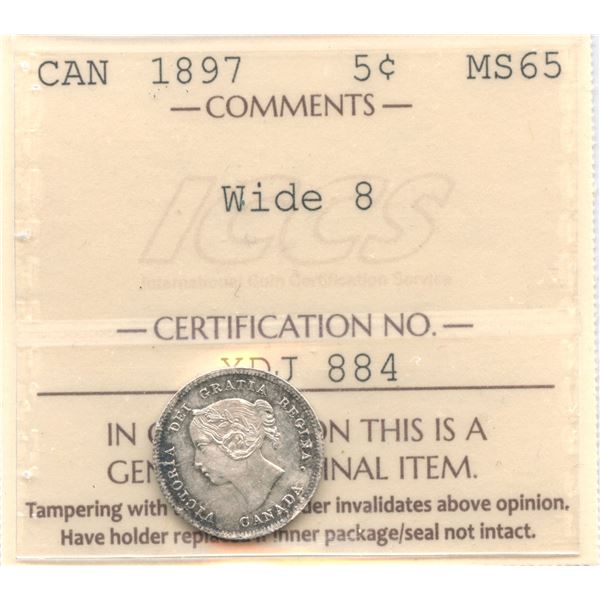 CAN 1897 5¢ MS65
— COMMENTS —
Wide 8
ICCS
International Coin Certification Service
— CERTIFICATION NO. —
XDJ 884
IN ON THIS IS A
GEN INAL ITEM.
Tampering with der invalidates above opinion.
Have holder repla inner package/seal not intact.
VICTORIA DEI GRATIA REGINA.
CANADA